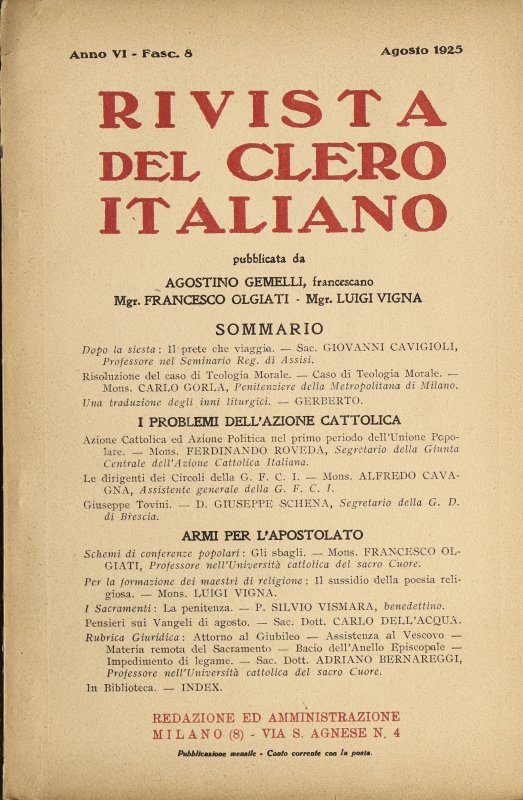 Anno VI - Fasc. 8
Agosto 1925
RIVISTA
DEL CLERO
ITALIANO
pubblicata da
AGOSTINO GEMELLI, francescano
Mgr. FRANCESCO OLGIATI - Mgr. LUIGI VIGNA
SOMMARIO
Dopo la siesta: Il prete che viaggia. — Sac. GIOVANNI CAVIGIOLI,
Professore nel Seminario Reg. di Assisi.
Risoluzione del caso di Teologia Morale. — Caso di Teologia Morale. —
Mons. CARLO GORLA, Penitenziere della Metropolitana di Milano.
Una traduzione degli inni liturgici. — GERBERTO.
I PROBLEMI DELL'AZIONE CATTOLICA
Azione Cattolica ed Azione Politica nel primo periodo dell'Unione Popo-
lare. — Mons. FERDINANDO ROVEDA, Segretario della Giunta
Centrale dell'Azione Cattolica Italiana.
Le dirigenti dei Circoli della G. F. C. I. — Mons. ALFREDO CAVA-
GNA, Assistente generale della G. F. C. I.
Giuseppe Tovini. — D. GIUSEPPE SCHENA, Segretario della G. D.
di Brescia.
ARMI PER L'APOSTOLATO
Schemi di conferenze popolari: Gli sbagli. — Mons. FRANCESCO OL-
GIATI, Professore nell'Università cattolica del sacro Cuore.
Per la formazione dei maestri di religione: Il sussidio della poesia reli-
giosa. — Mons. LUIGI VIGNA.
I Sacramenti: La penitenza. — P. SILVIO VISMARA, benedettino.
Pensieri sui Vangeli di agosto. — Sac. Dott. CARLO DELL'ACQUA.
Rubrica Giuridica: Attorno al Giubileo — Assistenza al Vescovo —
Materia remota del Sacramento — Bacio dell'Anello Episcopale —
Impedimento di legame. — Sac. Dott. ADRIANO BERNAREGGI,
Professore nell'Università cattolica del sacro Cuore.
In Biblioteca. — INDEX.
REDAZIONE ED AMMINISTRAZIONE
MILANO (8) - VIA S. AGNESE N. 4
Pubblicazione mensile - Conto corrente con la posta.